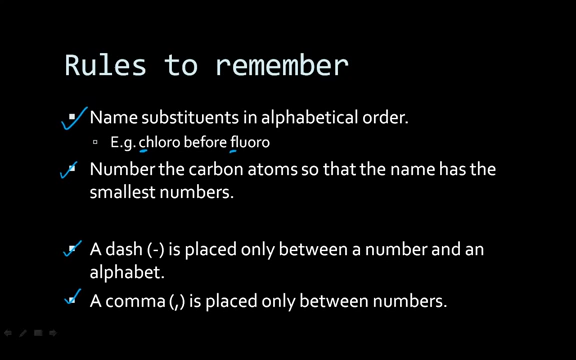 Rules to remember
Name substituents in alphabetical order.
E.g. chloro before fluoro
Number the carbon atoms so that the name has the
smallest numbers.
A dash (-) is placed only between a number and an
alphabet.
A comma (,) is placed only between numbers.